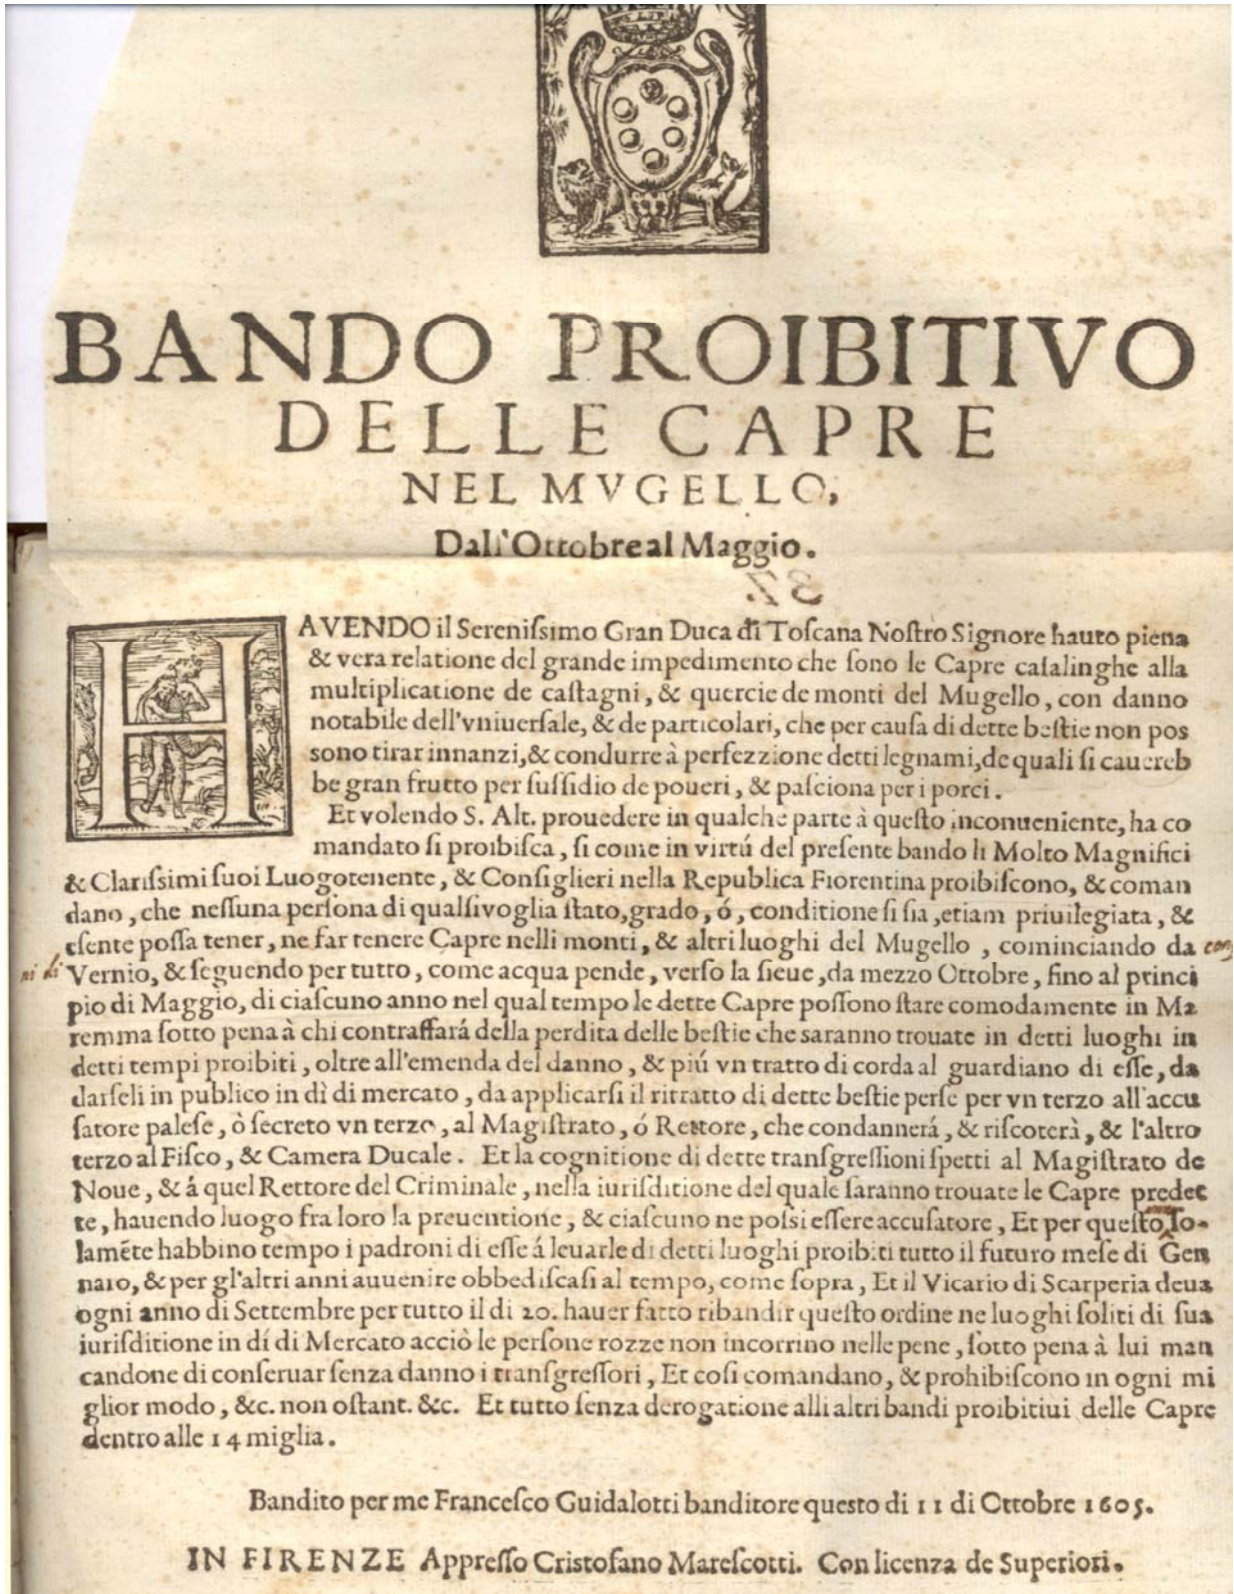 BANDO PROIBITIVO
DELLE CAPRE
NEL MVGELLO,
Dall'Ottobre al Maggio.
32.
HAVENDO il Sereniſsimo Gran Duca di Toſcana Noſtro Signore hauto piena
& vera relatione del grande impedimento che ſono le Capre caſalinghe alla
multiplicatione de caſtagni, & quercie de monti del Mugello, con danno
notabile dell'vniuerſale, & de particolari, che per cauſa di dette beſtie non poſ
sono tirar innanzi, & condurre à perfezzione detti legnami, de quali ſi cauereb
be gran frutto per ſuſſidio de poueri, & paſciona per i porci.
Et volendo S. Alt. prouedere in qualche parte à queſto inconueniente, ha co
mandato ſi proibiſca, ſi come in virtú del preſente bando li Molto Magnifici
& Clariſsimi ſuoi Luogotenente, & Conſiglieri nella Republica Fiorentina proibiſcono, & coman
dano, che neſſuna perſona di qualſivoglia ſtato, grado, ó, conditione ſi ſia, etiam priuilegiata, &
eſente poſſa tener, ne far tenere Capre nelli monti, & altri luoghi del Mugello, cominciando da
ni di Vernio, & ſeguendo per tutto, come acqua pende, verſo la ſieue, da mezzo Ottobre, fino al princi
pio di Maggio, di ciaſcuno anno nel qual tempo le dette Capre poſſono ſtare comodamente in Ma
remma ſotto pena à chi contraffará della perdita delle beſtie che saranno trouate in detti luoghi in
detti tempi proibiti, oltre all'emenda del danno, & piú vn tratto di corda al guardiano di eſſe, da
darſeli in publico in dì di mercato, da applicarſi il ritratto di dette beſtie perſe per vn terzo all'accu
ſatore paleſe, ò ſecreto vn terzo, al Magiſtrato, ó Rettore, che condannerá, & riſcoterà, & l'altro
terzo al Fiſco, & Camera Ducale. Et la cognitione di dette tranſgreſſioni ſpetti al Magiſtrato de
Noue, & á quel Rettore del Criminale, nella iuriſditione del quale ſaranno trouate le Capre predet
te, hauendo luogo fra loro la preuentione, & ciaſcuno ne poſsi eſſere accuſatore, Et per queſto ſo-
lamẽte habbino tempo i padroni di eſſe á leuarle di detti luoghi proibiti tutto il futuro meſe di Gen
naio, & per gl'altri anni auuenire obbediſcaſi al tempo, come ſopra, Et il Vicario di Scarperia deua
ogni anno di Settembre per tutto il di 20. hauer fatto ribandir queſto ordine ne luoghi ſoliti di ſua
iuriſditione in dí di Mercato acciò le perſone rozze non incorrino nelle pene, ſotto pena à lui man
candone di conſeruar ſenza danno i tranſgreſſori, Et coſi comandano, & prohibiſcono in ogni mi
glior modo, &c. non oſtant. &c. Et tutto ſenza derogatione alli altri bandi proibitiui delle Capre
dentro alle 14 miglia.
Bandito per me Franceſco Guidalotti banditore queſto di 11 di Ottobre 1605.
IN FIRENZE Appreſſo Criſtofano Mareſcotti. Con licenza de Superiori.